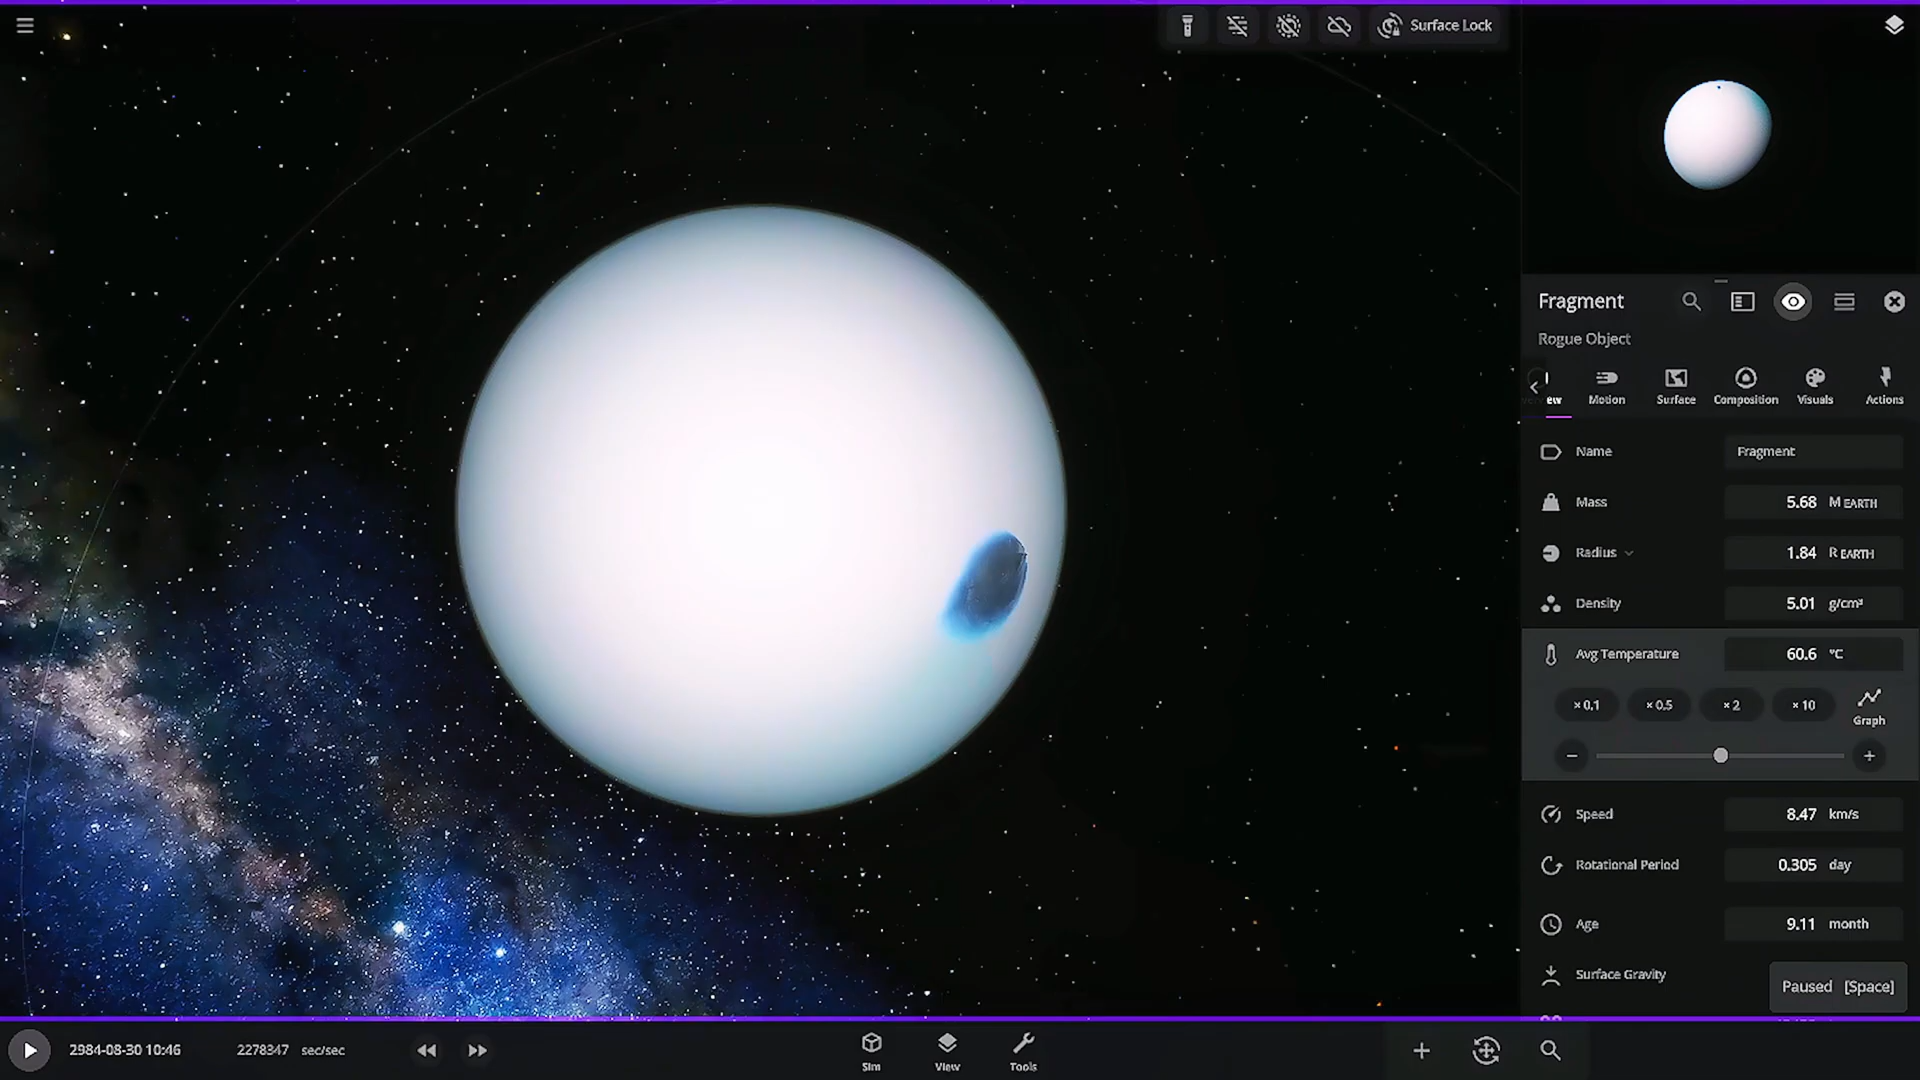 Surface Lock
Fragment
Rogue Object
ew
Motion
Surface
Composition
Visuals
Actions
Name Fragment
Mass 5.68 M EARTH
Radius 1.84 R EARTH
Density 5.01 g/cm³
Avg Temperature 60.6 °C
× 0.1 × 0.5 × 2 × 10 Graph
Speed 8.47 km/s
Rotational Period 0.305 day
Age 9.11 month
Surface Gravity
Paused [Space]
2984-08-30 10:46 2278347 sec/sec
Sim View Tools